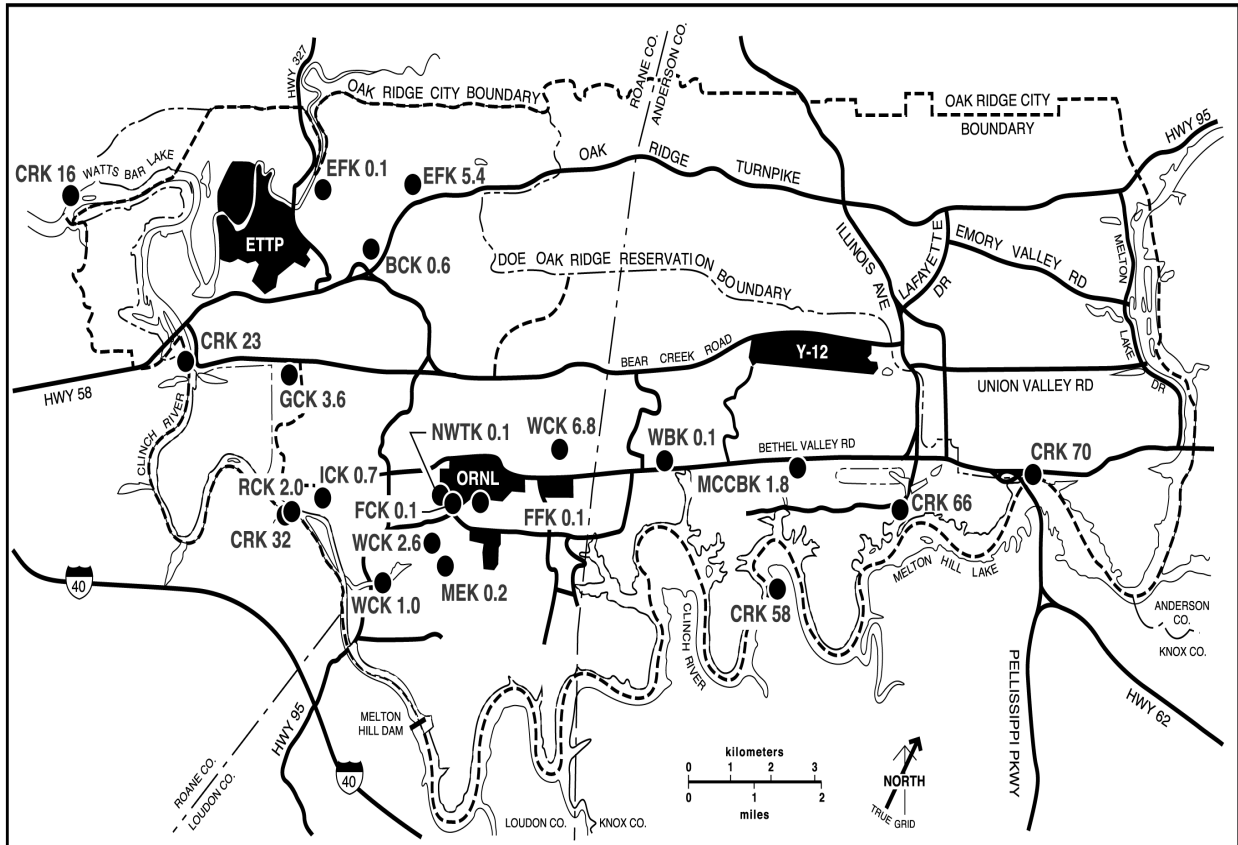 HWY 327
OAK RIDGE CITY BOUNDARY
ROANE CO.
ANDERSON CO.
OAK RIDGE CITY
BOUNDARY
HWY 95
CRK 16
WATTS BAR LAKE
EFK 0.1
EFK 5.4
OAK RIDGE TURNPIKE
ETTP
BCK 0.6
DOE OAK RIDGE RESERVATION BOUNDARY
ILLINOIS AVE
LAFAYETTE
DR
EMORY VALLEY RD
MELTON
LAKE
DR
CRK 23
HWY 58
GCK 3.6
BEAR CREEK ROAD
Y-12
UNION VALLEY RD
CLINCH RIVER
NWTK 0.1
WCK 6.8
WBK 0.1
BETHEL VALLEY RD
CRK 70
RCK 2.0
ICK 0.7
ORNL
MCCBK 1.8
FCK 0.1
FFK 0.1
CRK 66
CRK 32
WCK 2.6
MELTON HILL LAKE
MEK 0.2
WCK 1.0
CRK 58
40
ANDERSON
CO.
KNOX CO.
CLINCH
RIVER
PELLISSIPPI PKWY
HWY 62
HWY 95
MELTON
HILL DAM
ROANE CO.
LOUDON CO.
40
kilometers
0 1 2 3
0 1 2
miles
NORTH
TRUE GRID
LOUDON CO.
KNOX CO.